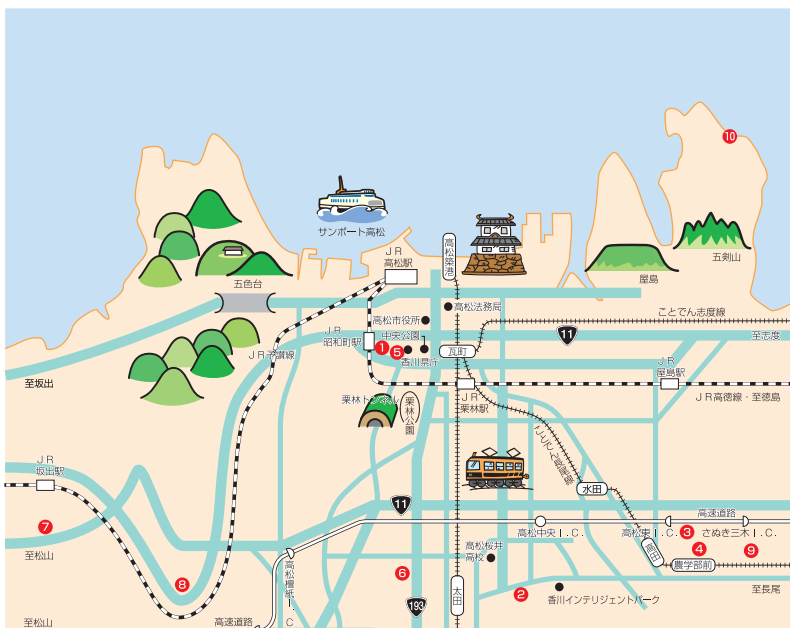 10
サンポート高松
五色台
ＪＲ
高松駅
高松築港
屋島
五剣山
高松法務局
ことでん志度線
高松市役所
中央公園
香川県庁
ＪＲ
昭和町駅
1
5
瓦町
11
至志度
ＪＲ予讃線
至坂出
ＪＲ
屋島駅
ＪＲ
栗林駅
ＪＲ高徳線・至徳島
栗林トンネル
栗林公園
ことでん長尾線
ＪＲ
坂出駅
水田
11
高速道路
高松中央Ｉ.Ｃ.
高松東Ｉ.Ｃ.
3
さぬき三木Ｉ.Ｃ.
7
至松山
高松檀紙Ｉ.Ｃ
高松桜井
高校
高田
4
9
農学部前
6
8
2
太田
193
香川インテリジェントパーク
至長尾
至松山
高速道路